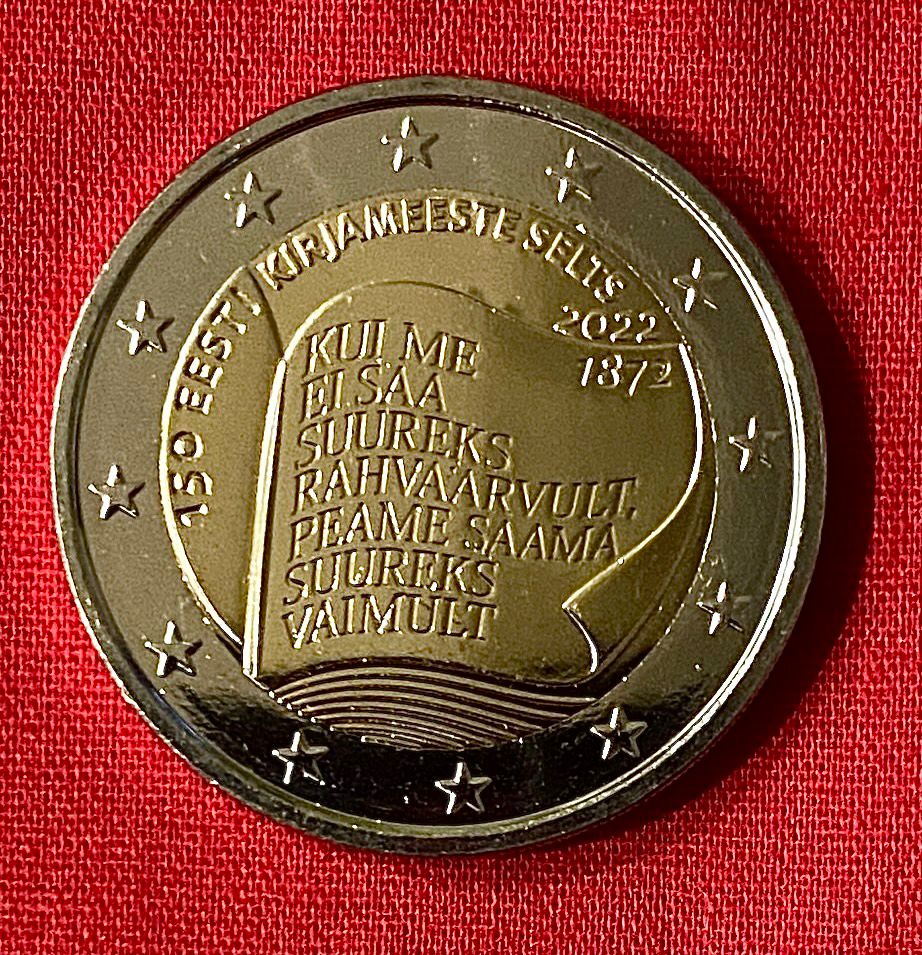 150 EESTI KIRJAMEESTE SELTS
2022
1872
KUI ME
EI SAA
SUUREKS
RAHVAARVULT,
PEAME SAAMA
SUUREKS
VAIMULT